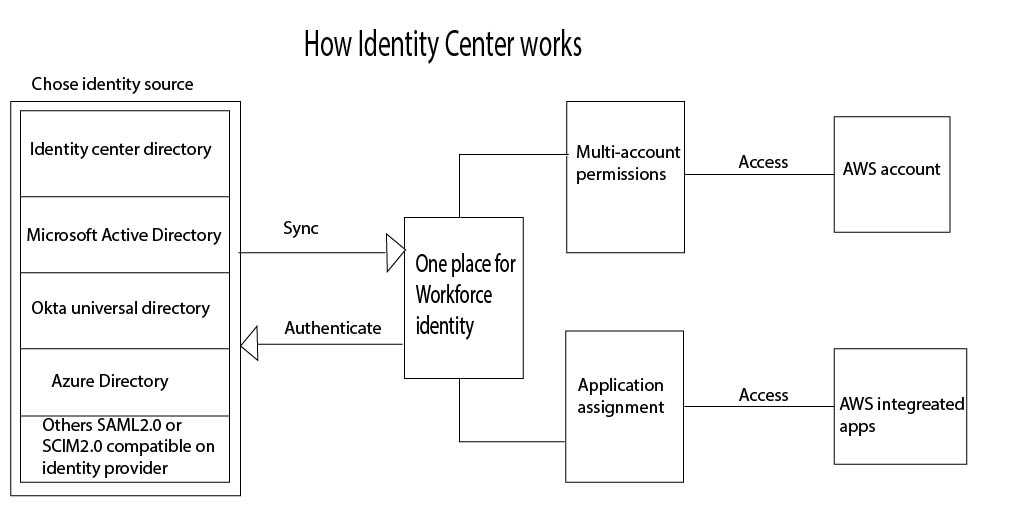 How Identity Center works
Chose identity source
Identity center directory
Microsoft Active Directory
Okta universal directory
Azure Directory
Others SAML2.0 or
SCIM2.0 compatible on
identity provider
Sync
Authenticate
One place for
Workforce
identity
Multi-account
permissions
Access
AWS account
Application
assignment
Access
AWS integreated
apps